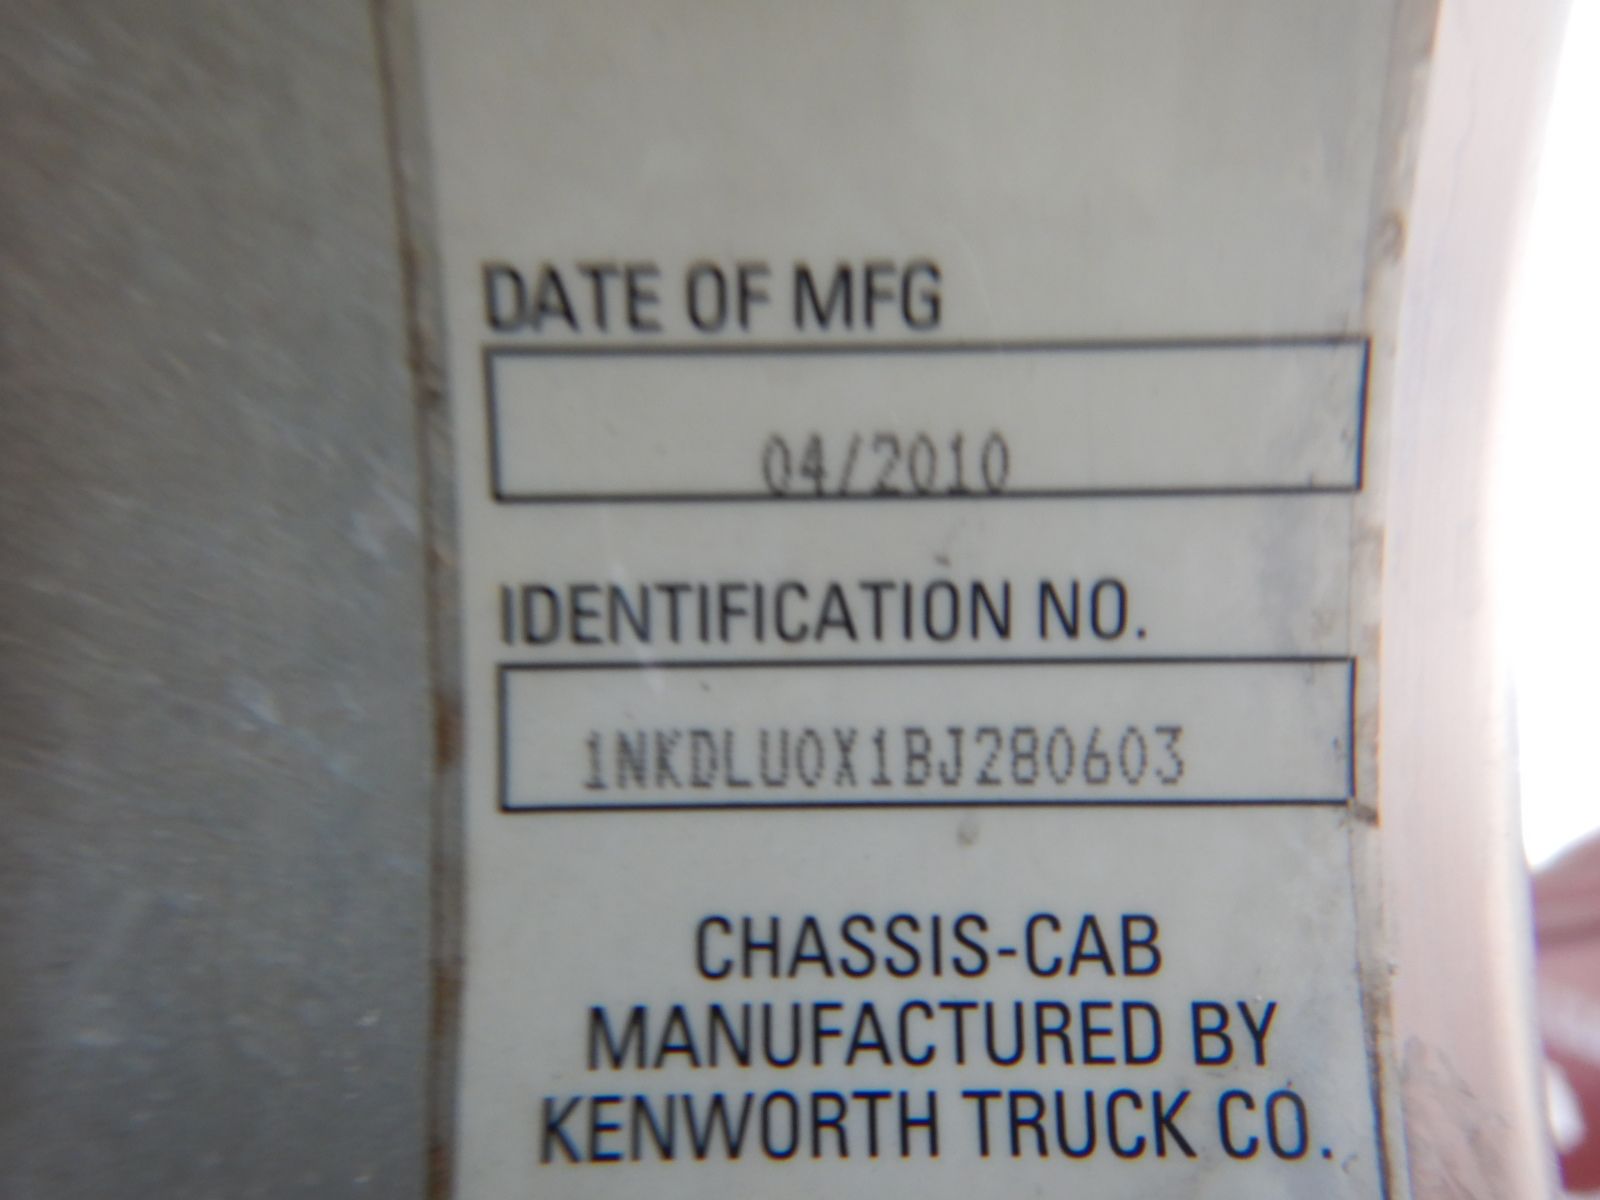 DATE OF MFG
04/2010
IDENTIFICATION NO.
1NKDLU0X1BJ280603
CHASSIS-CAB
MANUFACTURED BY
KENWORTH TRUCK CO.